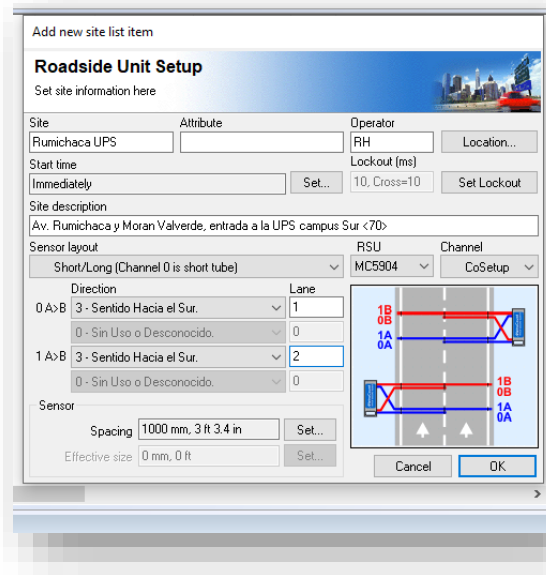 Add new site list item
Roadside Unit Setup
Set site information here
Site Attribute Operator
Rumichaca UPS RH Location...
Start time Lockout (ms)
Immediately Set... 10, Cross=10 Set Lockout
Site description
Av. Rumichaca y Moran Valverde, entrada a la UPS campus Sur <70>
Sensor layout RSU Channel
Short/Long (Channel 0 is short tube) MC5904 CoSetup
Direction Lane
0 A>B 3 - Sentido Hacia el Sur. 1
0 - Sin Uso o Desconocido. 0
1 A>B 3 - Sentido Hacia el Sur. 2
0 - Sin Uso o Desconocido. 0
1B
0B
1A
0A
1B
0B
1A
0A
Sensor
Spacing 1000 mm, 3 ft 3.4 in Set...
Effective size 0 mm, 0 ft Set...
Cancel OK